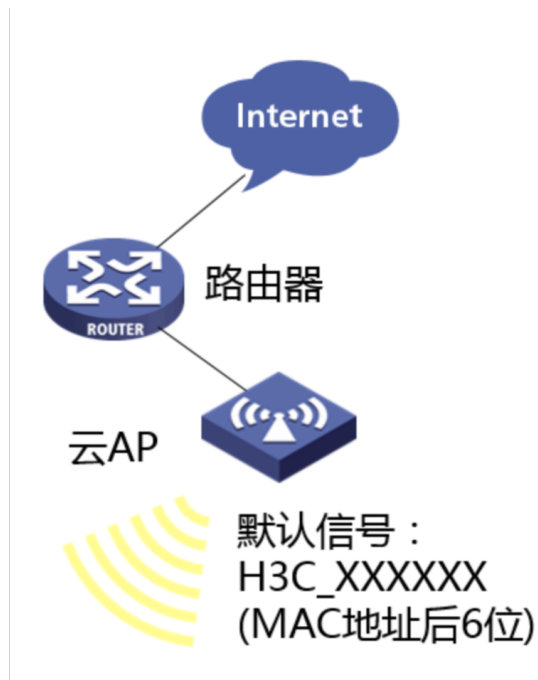 Internet
路由器
ROUTER
云AP
默认信号：
H3C_XXXXXX
(MAC地址后6位)